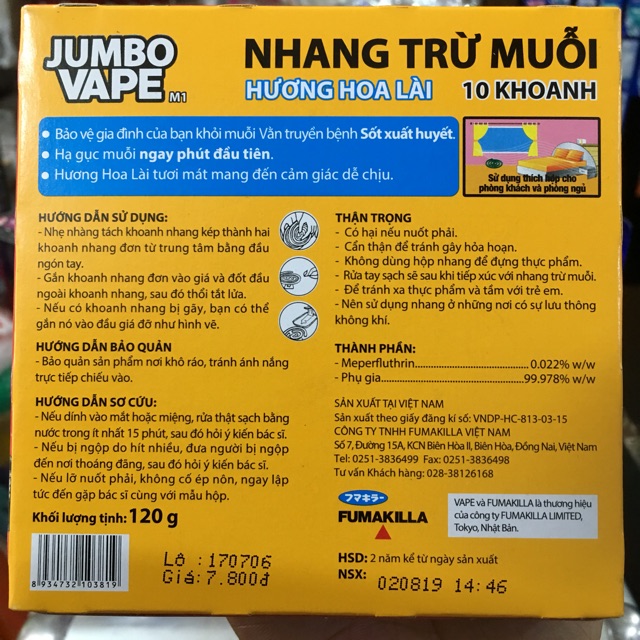 JUMBO
VAPE M1
NHANG TRỪ MUỖI
HƯƠNG HOA LÀI 10 KHOANH
• Bảo vệ gia đình của bạn khỏi muỗi Vằn truyền bệnh Sốt xuất huyết.
• Hạ gục muỗi ngay phút đầu tiên.
• Hương Hoa Lài tươi mát mang đến cảm giác dễ chịu.
Sử dụng thích hợp cho
phòng khách và phòng ngủ
HƯỚNG DẪN SỬ DỤNG:
- Nhẹ nhàng tách khoanh nhang kép thành hai
khoanh nhang đơn từ trung tâm bằng đầu
ngón tay.
- Gắn khoanh nhang đơn vào giá và đốt đầu
ngoài khoanh nhang, sau đó thổi tắt lửa.
- Nếu có khoanh nhang bị gãy, bạn có thể
gắn nó vào đầu giá đỡ như hình vẽ.
HƯỚNG DẪN BẢO QUẢN
- Bảo quản sản phẩm nơi khô ráo, tránh ánh nắng
trực tiếp chiếu vào.
HƯỚNG DẪN SƠ CỨU:
- Nếu dính vào mắt hoặc miệng, rửa thật sạch bằng
nước trong ít nhất 15 phút, sau đó hỏi ý kiến bác sĩ.
- Nếu bị ngộp do hít nhiều, đưa người bị ngộp
đến nơi thoáng đãng, sau đó hỏi ý kiến bác sĩ.
- Nếu lỡ nuốt phải, không cố ép nôn, ngay lập
tức đến gặp bác sĩ cùng với mẫu hộp.
Khối lượng tịnh: 120 g
8 934732 103819
Lô : 170706
Giá: 7.800đ
THẬN TRỌNG
- Có hại nếu nuốt phải.
- Cẩn thận để tránh gây hỏa hoạn.
- Không dùng hộp nhang để đựng thực phẩm.
- Rửa tay sạch sẽ sau khi tiếp xúc với nhang trừ muỗi.
- Để tránh xa thực phẩm và tầm với trẻ em.
- Nên sử dụng nhang ở những nơi có sự lưu thông
không khí.
THÀNH PHẦN:
- Meperfluthrin...............................0.022% w/w
- Phụ gia.........................................99.978% w/w
SẢN XUẤT TẠI VIỆT NAM
Sản xuất theo giấy đăng kí số: VNDP-HC-813-03-15
CÔNG TY TNHH FUMAKILLA VIỆT NAM
Số 7, Đường 15A, KCN Biên Hòa II, Biên Hòa, Đồng Nai, Việt Nam
Tel: 0251-3836499 Fax: 0251-3836498
Tư vấn Khách hàng: 028-38126168
フマキラー
FUMAKILLA
VAPE và FUMAKILLA là thương hiệu
của công ty FUMAKILLA LIMITED,
Tokyo, Nhật Bản.
HSD: 2 năm kể từ ngày sản xuất
NSX: 020819 14:46